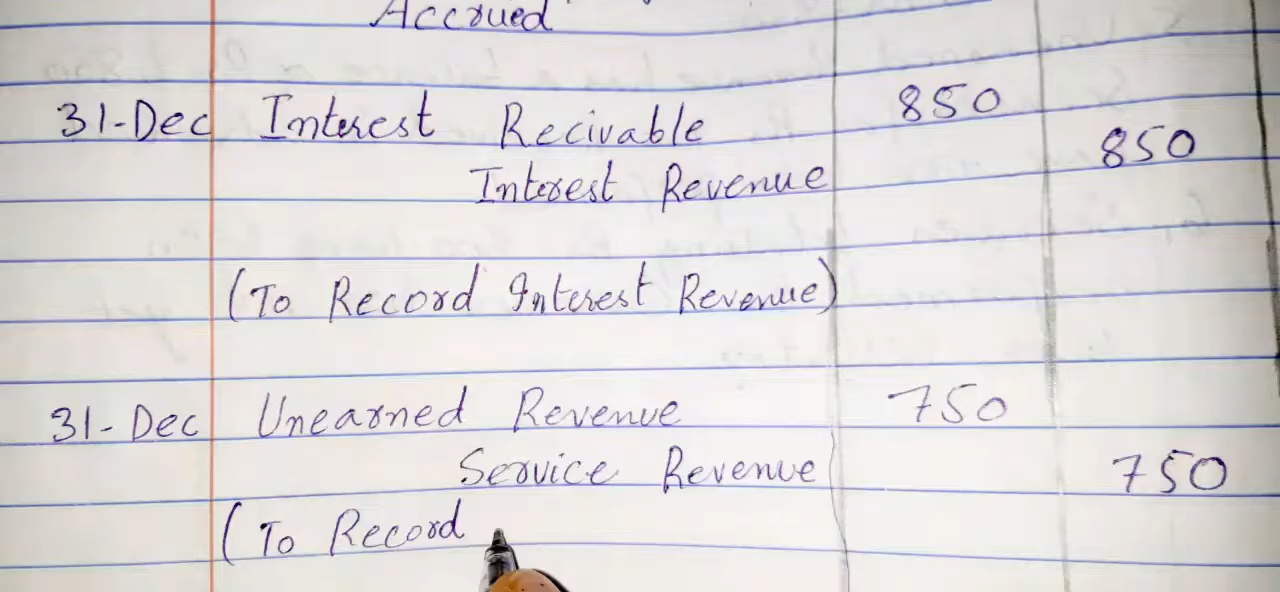 Accrued
31-Dec Interest Recivable 850
Interest Revenue 850
(To Record Interest Revenue)
31-Dec Unearned Revenue 750
Service Revenue 750
(To Record